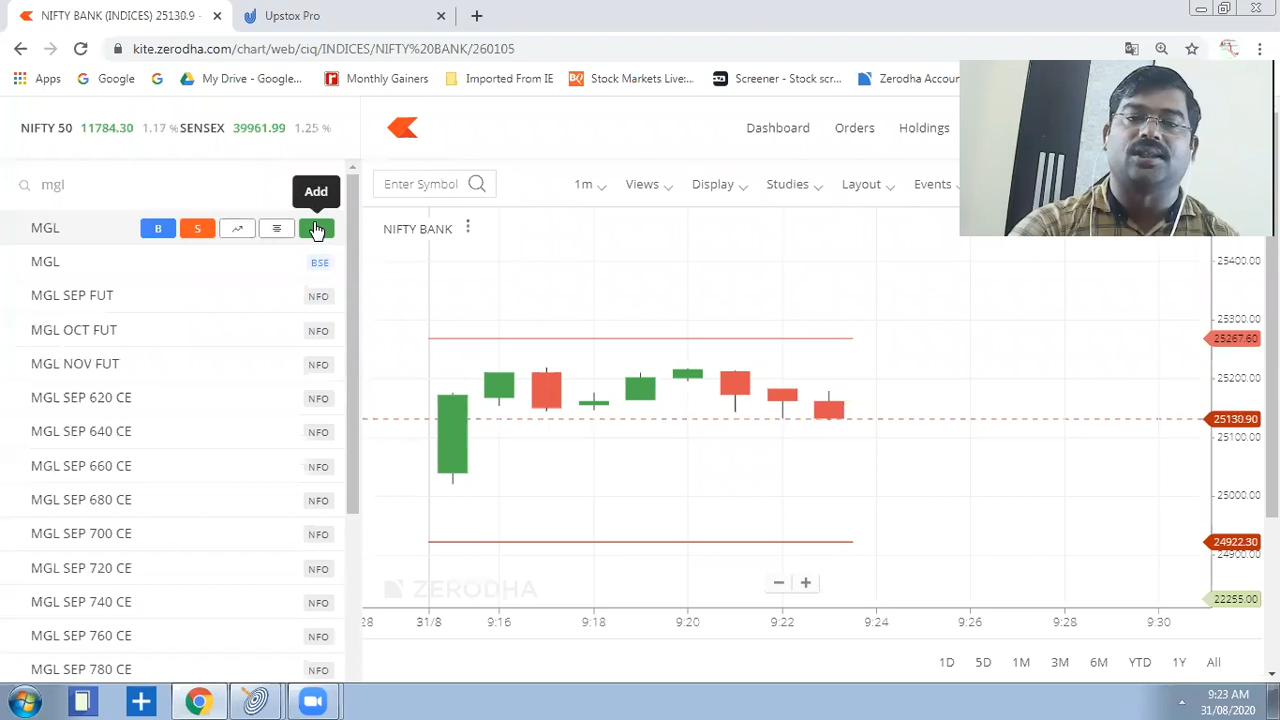 NIFTY BANK (INDICES) 25130.9 -
Upstox Pro
kite.zerodha.com/chart/web/ciq/INDICES/NIFTY%20BANK/260105
Apps
Google
My Drive - Google...
Monthly Gainers
Imported From IE
Stock Markets Live:...
Screener - Stock scr...
Zerodha Accou
NIFTY 50 11784.30 1.17 % SENSEX 39961.99 1.25 %
Dashboard Orders Holdings
mgl
Add
Enter Symbol
1m Views Display Studies Layout Events
MGL B S
NIFTY BANK
MGL BSE
MGL SEP FUT NFO
MGL OCT FUT NFO
MGL NOV FUT NFO
MGL SEP 620 CE NFO
MGL SEP 640 CE NFO
MGL SEP 660 CE NFO
MGL SEP 680 CE NFO
MGL SEP 700 CE NFO
MGL SEP 720 CE NFO
MGL SEP 740 CE NFO
MGL SEP 760 CE NFO
MGL SEP 780 CE NFO
25400.00
25300.00
25267.60
25200.00
25130.90
25100.00
25000.00
24922.30
24900.00
22255.00
ZERODHA
28 31/8 9:16 9:18 9:20 9:22 9:24 9:26 9:28 9:30
1D 5D 1M 3M 6M YTD 1Y All
9:23 AM
31/08/2020